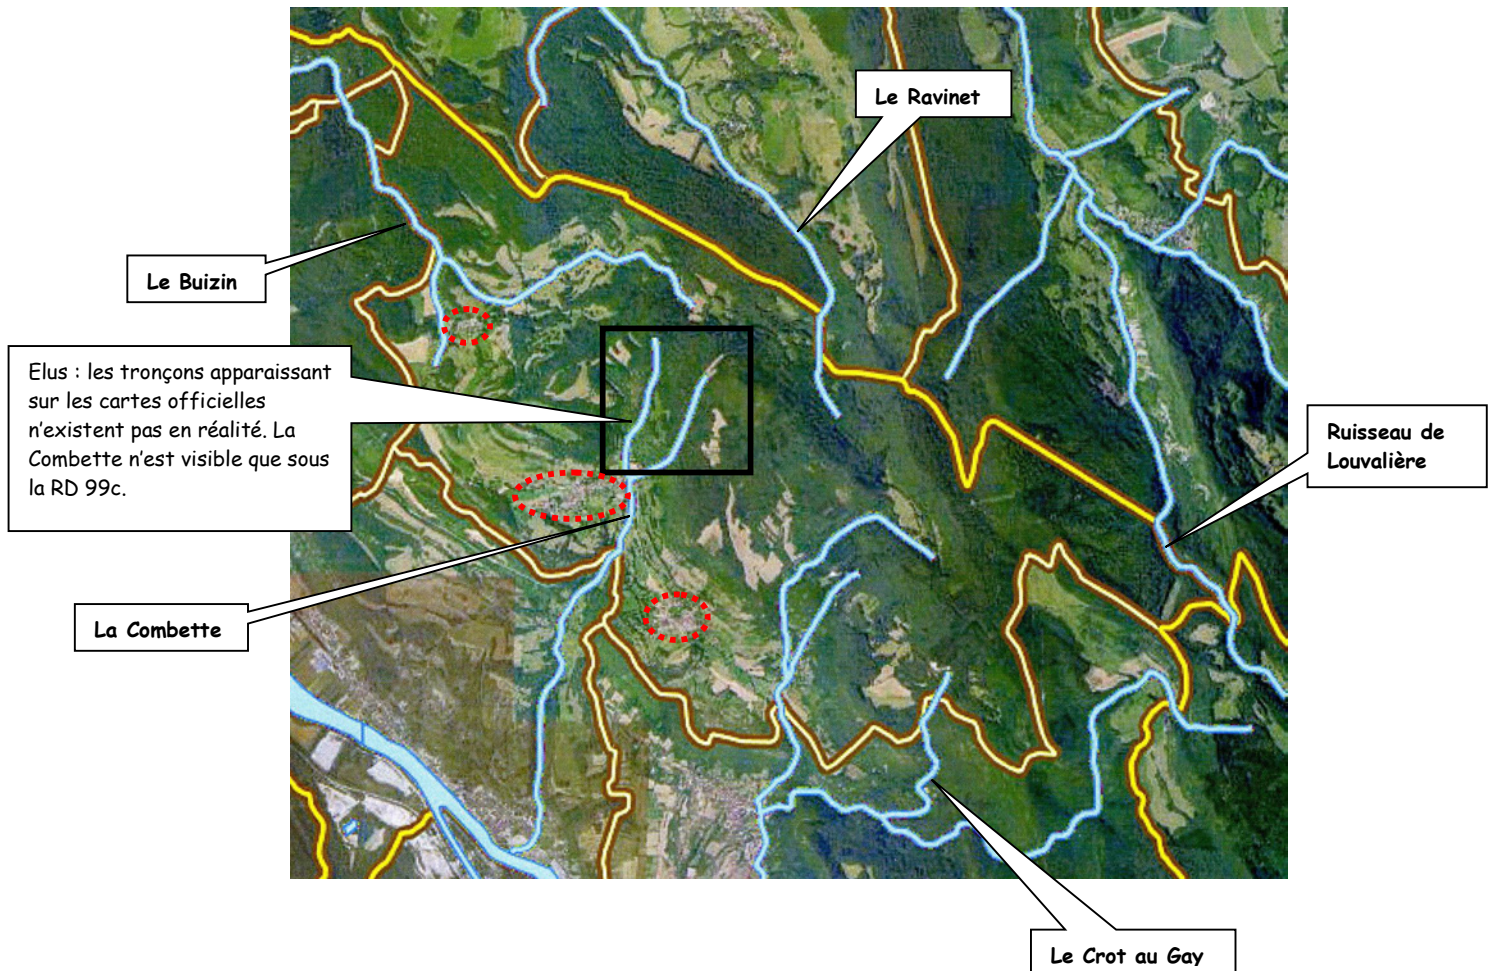 Le Ravinet
Le Buizin
Elus : les tronçons apparaissant
sur les cartes officielles
n’existent pas en réalité. La
Combette n’est visible que sous
la RD 99c.
Ruisseau de
Louvalière
La Combette
Le Crot au Gay